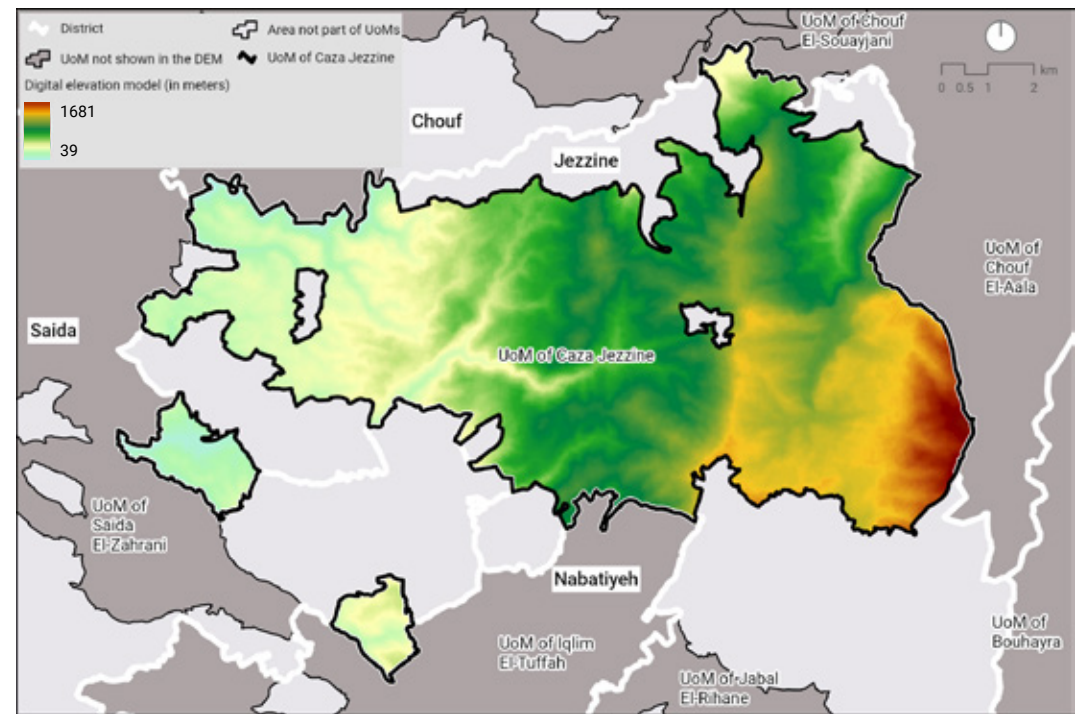 District
Area not part of UoMs
UoM not shown in the DEM
UoM of Caza Jezzine
Digital elevation model (in meters)
1681
39
UoM of Chouf
El-Souayjani
km
0 0.5 1 2
Chouf
Jezzine
UoM of
Chouf
El-Aala
Saida
UoM of Caza Jezzine
UoM of
Saida
El-Zahrani
Nabatiyeh
UoM of Iqlim
El-Tuffah
UoM of
Bouhayra
UoM of Jabal
El-Rihane